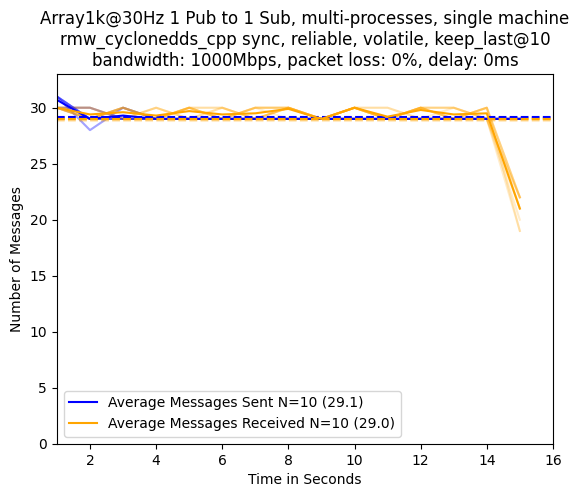 Array1k@30Hz 1 Pub to 1 Sub, multi-processes, single machine
rmw_cyclonedds_cpp sync, reliable, volatile, keep_last@10
bandwidth: 1000Mbps, packet loss: 0%, delay: 0ms
Number of Messages
30
25
20
15
10
5
0
Average Messages Sent N=10 (29.1)
Average Messages Received N=10 (29.0)
2 4 6 8 10 12 14 16
Time in Seconds